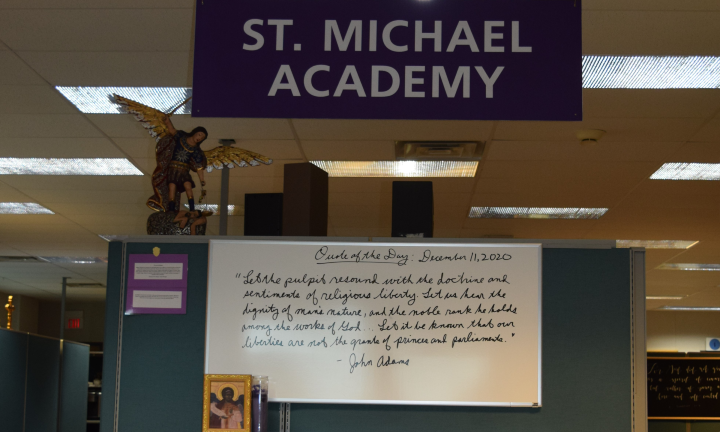 ST. MICHAEL
ACADEMY
Quote of the Day: December 11, 2020
"Let the pulpit resound with the doctrine and
sentiments of religious liberty. Let us hear the
dignity of man's nature, and the noble rank he holds
among the works of God... Let it be known that our
liberties are not the grants of princes and parliaments."
- John Adams